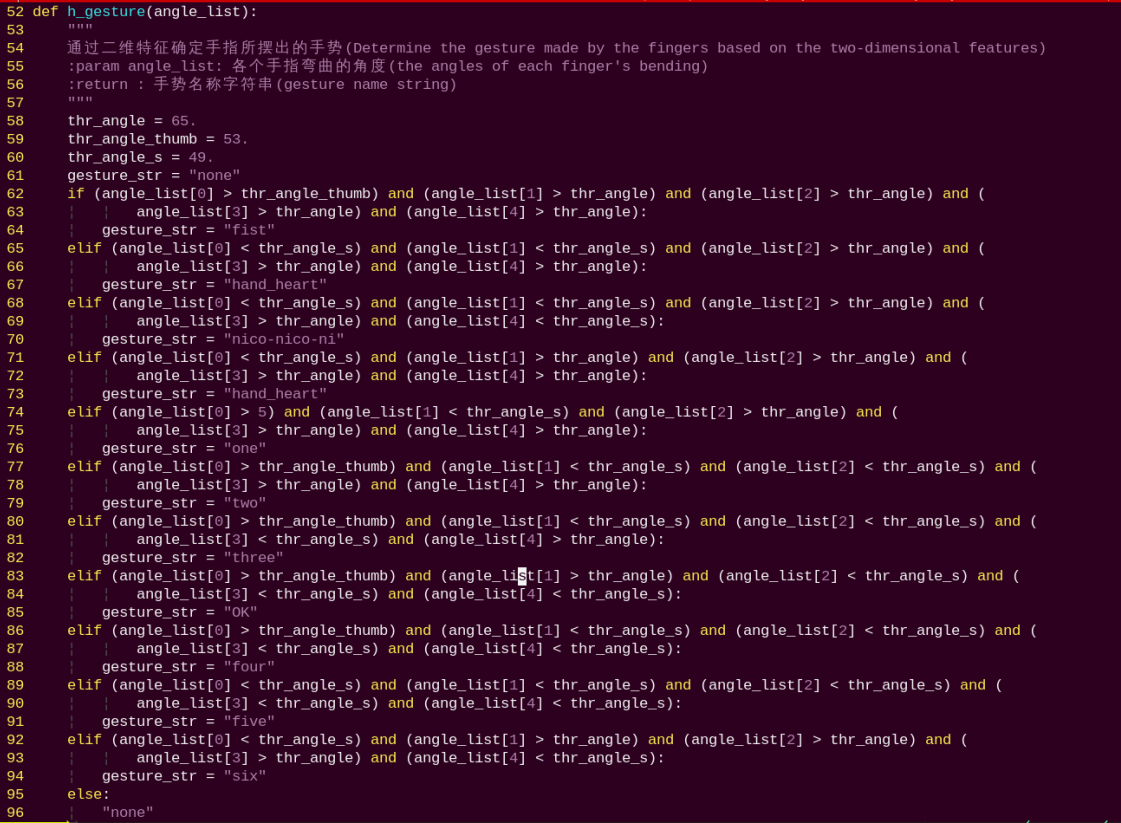 52 def h_gesture(angle_list):
53     """
54     通过二维特征确定手指所摆出的手势(Determine the gesture made by the fingers based on the two-dimensional features)
55     :param angle_list: 各个手指弯曲的角度(the angles of each finger's bending)
56     :return : 手势名称字符串(gesture name string)
57     """
58     thr_angle = 65.
59     thr_angle_thumb = 53.
60     thr_angle_s = 49.
61     gesture_str = "none"
62     if (angle_list[0] > thr_angle_thumb) and (angle_list[1] > thr_angle) and (angle_list[2] > thr_angle) and (
63     ¦   ¦   angle_list[3] > thr_angle) and (angle_list[4] > thr_angle):
64     ¦   gesture_str = "fist"
65     elif (angle_list[0] < thr_angle_s) and (angle_list[1] < thr_angle_s) and (angle_list[2] > thr_angle) and (
66     ¦   ¦   angle_list[3] > thr_angle) and (angle_list[4] > thr_angle):
67     ¦   gesture_str = "hand_heart"
68     elif (angle_list[0] < thr_angle_s) and (angle_list[1] < thr_angle_s) and (angle_list[2] > thr_angle) and (
69     ¦   ¦   angle_list[3] > thr_angle) and (angle_list[4] < thr_angle_s):
70     ¦   gesture_str = "nico-nico-ni"
71     elif (angle_list[0] < thr_angle_s) and (angle_list[1] > thr_angle) and (angle_list[2] > thr_angle) and (
72     ¦   ¦   angle_list[3] > thr_angle) and (angle_list[4] > thr_angle):
73     ¦   gesture_str = "hand_heart"
74     elif (angle_list[0] > 5) and (angle_list[1] < thr_angle_s) and (angle_list[2] > thr_angle) and (
75     ¦   ¦   angle_list[3] > thr_angle) and (angle_list[4] > thr_angle):
76     ¦   gesture_str = "one"
77     elif (angle_list[0] > thr_angle_thumb) and (angle_list[1] < thr_angle_s) and (angle_list[2] < thr_angle_s) and (
78     ¦   ¦   angle_list[3] > thr_angle) and (angle_list[4] > thr_angle):
79     ¦   gesture_str = "two"
80     elif (angle_list[0] > thr_angle_thumb) and (angle_list[1] < thr_angle_s) and (angle_list[2] < thr_angle_s) and (
81     ¦   ¦   angle_list[3] < thr_angle_s) and (angle_list[4] > thr_angle):
82     ¦   gesture_str = "three"
83     elif (angle_list[0] > thr_angle_thumb) and (angle_list[1] > thr_angle) and (angle_list[2] < thr_angle_s) and (
84     ¦   ¦   angle_list[3] < thr_angle_s) and (angle_list[4] < thr_angle_s):
85     ¦   gesture_str = "OK"
86     elif (angle_list[0] > thr_angle_thumb) and (angle_list[1] < thr_angle_s) and (angle_list[2] < thr_angle_s) and (
87     ¦   ¦   angle_list[3] < thr_angle_s) and (angle_list[4] < thr_angle_s):
88     ¦   gesture_str = "four"
89     elif (angle_list[0] < thr_angle_s) and (angle_list[1] < thr_angle_s) and (angle_list[2] < thr_angle_s) and (
90     ¦   ¦   angle_list[3] < thr_angle_s) and (angle_list[4] < thr_angle_s):
91     ¦   gesture_str = "five"
92     elif (angle_list[0] < thr_angle_s) and (angle_list[1] > thr_angle) and (angle_list[2] > thr_angle) and (
93     ¦   ¦   angle_list[3] > thr_angle) and (angle_list[4] < thr_angle_s):
94     ¦   gesture_str = "six"
95     else:
96     ¦   "none"